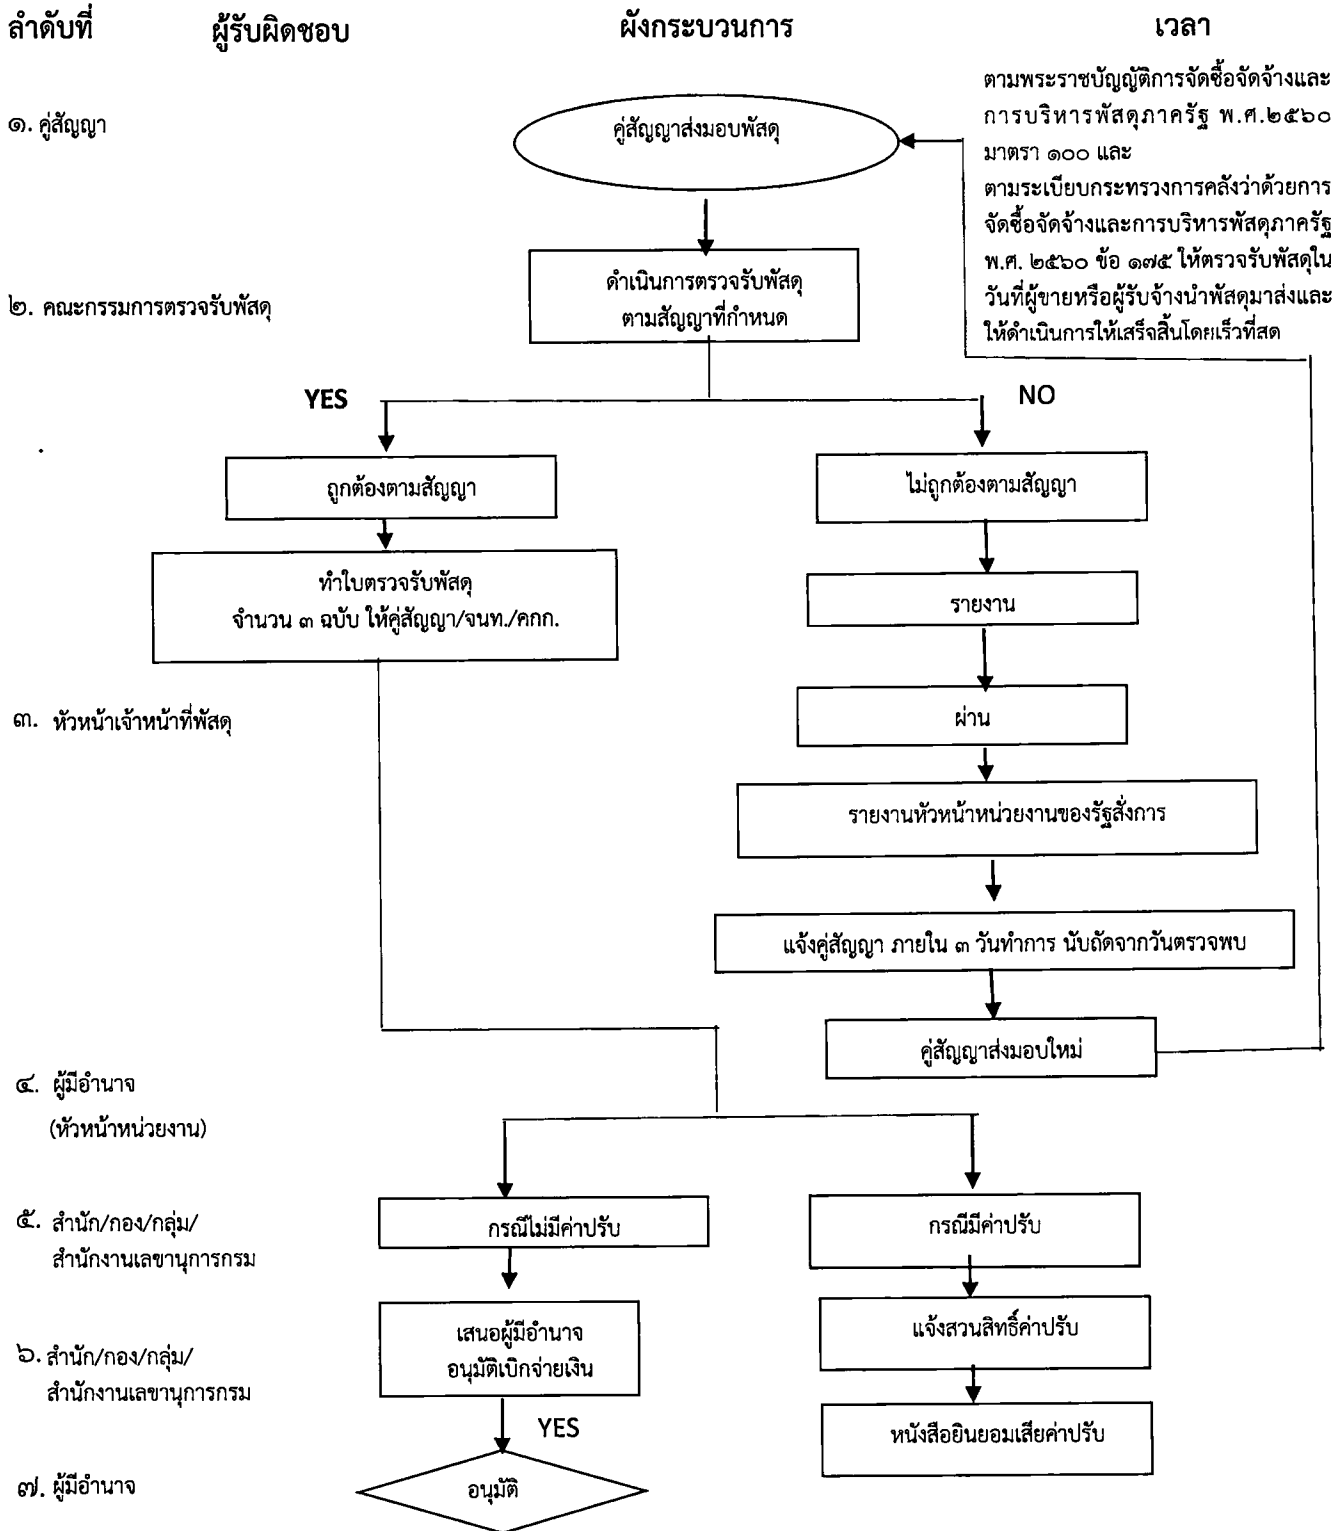 ลำดับที่ ผู้รับผิดชอบ ผังกระบวนการ เวลา
ตามพระราชบัญญัติการจัดซื้อจัดจ้างและ
การบริหารพัสดุภาครัฐ พ.ศ.๒๕๖๐
มาตรา ๑๐๐ และ
ตามระเบียบกระทรวงการคลังว่าด้วยการ
จัดซื้อจัดจ้างและการบริหารพัสดุภาครัฐ
พ.ศ. ๒๕๖๐ ข้อ ๑๗๕ ให้ตรวจรับพัสดุใน
วันที่ผู้ขายหรือผู้รับจ้างนำพัสดุมาส่งและ
ให้ดำเนินการให้เสร็จสิ้นโดยเร็วที่สุด
๑. คู่สัญญา
คู่สัญญาส่งมอบพัสดุ
๒. คณะกรรมการตรวจรับพัสดุ
ดำเนินการตรวจรับพัสดุ
ตามสัญญาที่กำหนด
YES
NO
ถูกต้องตามสัญญา
ไม่ถูกต้องตามสัญญา
ทำใบตรวจรับพัสดุ
จำนวน ๓ ฉบับ ให้คู่สัญญา/จนท./คกก.
รายงาน
๓. หัวหน้าเจ้าหน้าที่พัสดุ
ผ่าน
รายงานหัวหน้าหน่วยงานของรัฐสั่งการ
แจ้งคู่สัญญา ภายใน ๓ วันทำการ นับถัดจากวันตรวจพบ
คู่สัญญาส่งมอบใหม่
๔. ผู้มีอำนาจ
(หัวหน้าหน่วยงาน)
๕. สำนัก/กอง/กลุ่ม/
สำนักงานเลขานุการกรม
กรณีไม่มีค่าปรับ
กรณีมีค่าปรับ
๖. สำนัก/กอง/กลุ่ม/
สำนักงานเลขานุการกรม
เสนอผู้มีอำนาจ
อนุมัติเบิกจ่ายเงิน
แจ้งสวนสิทธิ์ค่าปรับ
YES
หนังสือยินยอมเสียค่าปรับ
๗. ผู้มีอำนาจ
อนุมัติ